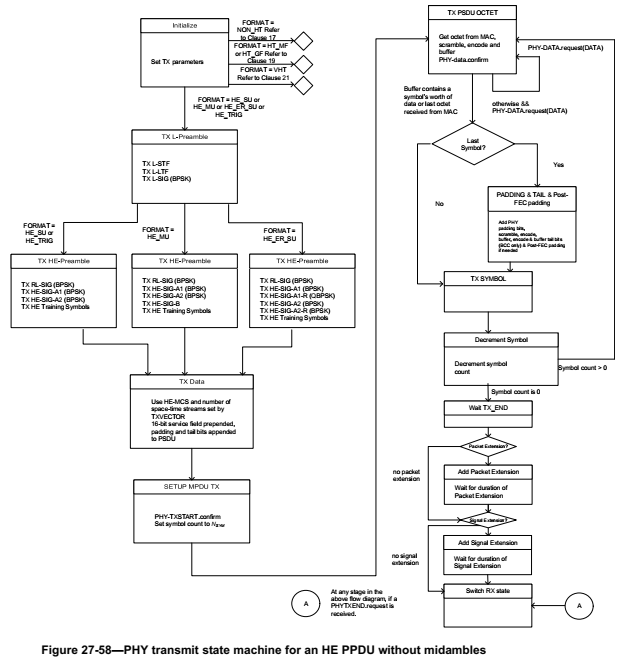 Initialize
Set TX parameters
FORMAT =
NON_HT Refer
to Clause 17
FORMAT = HT_MF
or HT_GF Refer to
Clause 19
FORMAT = VHT
Refer to Clause 21
FORMAT = HE_SU or
HE_MU or HE_ER_SU or
HE_TRIG
TX L-Preamble
TX L-STF
TX L-LTF
TX L-SIG (BPSK)
FORMAT =
HE_SU or
HE_TRIG
FORMAT =
HE_MU
FORMAT =
HE_ER_SU
TX HE-Preamble
TX RL-SIG (BPSK)
TX HE-SIG-A1 (BPSK)
TX HE-SIG-A2 (BPSK)
TX HE Training Symbols
TX HE-Preamble
TX RL-SIG (BPSK)
TX HE-SIG-A1 (BPSK)
TX HE-SIG-A2 (BPSK)
TX HE-SIG-B
TX HE Training Symbols
TX HE-Preamble
TX RL-SIG (BPSK)
TX HE-SIG-A1 (BPSK)
TX HE-SIG-A1-R (QBPSK)
TX HE-SIG-A2 (BPSK)
TX HE-SIG-A2-R (BPSK)
TX HE Training Symbols
TX Data
Use HE-MCS and number of
space-time streams set by
TXVECTOR
16-bit service field prepended,
padding and tail bits appended
to PSDU
SETUP MPDU TX
PHY-TXSTART.confirm
Set symbol count to N
TX PSDU OCTET
Get octet from MAC,
scramble, encode and
buffer
PHY-data.confirm
PHY-DATA.request(DATA)
Buffer contains a
symbol's worth of
data or last octet
received from MAC
otherwise &&
PHY-DATA.request(DATA)
Last
Symbol?
Yes
No
PADDING & TAIL & Post-
FEC padding
Add PHY
padding bits,
scramble, encode,
buffer, encode & buffer tail bits
(BCC only) & Post-FEC padding
if needed
TX SYMBOL
Decrement Symbol
Decrement symbol
count
Symbol count > 0
Symbol count is 0
Wait TX_END
Packet Extension?
no packet
extension
Add Packet Extension
Wait for duration of
Packet Extension
Signal Extension?
no signal
extension
Add Signal Extension
Wait for duration of
Signal Extension
Switch RX state
A
A
At any stage in the
above flow diagram, if a
PHYTXEND.request is
received.
Figure 27-58—PHY transmit state machine for an HE PPDU without midambles